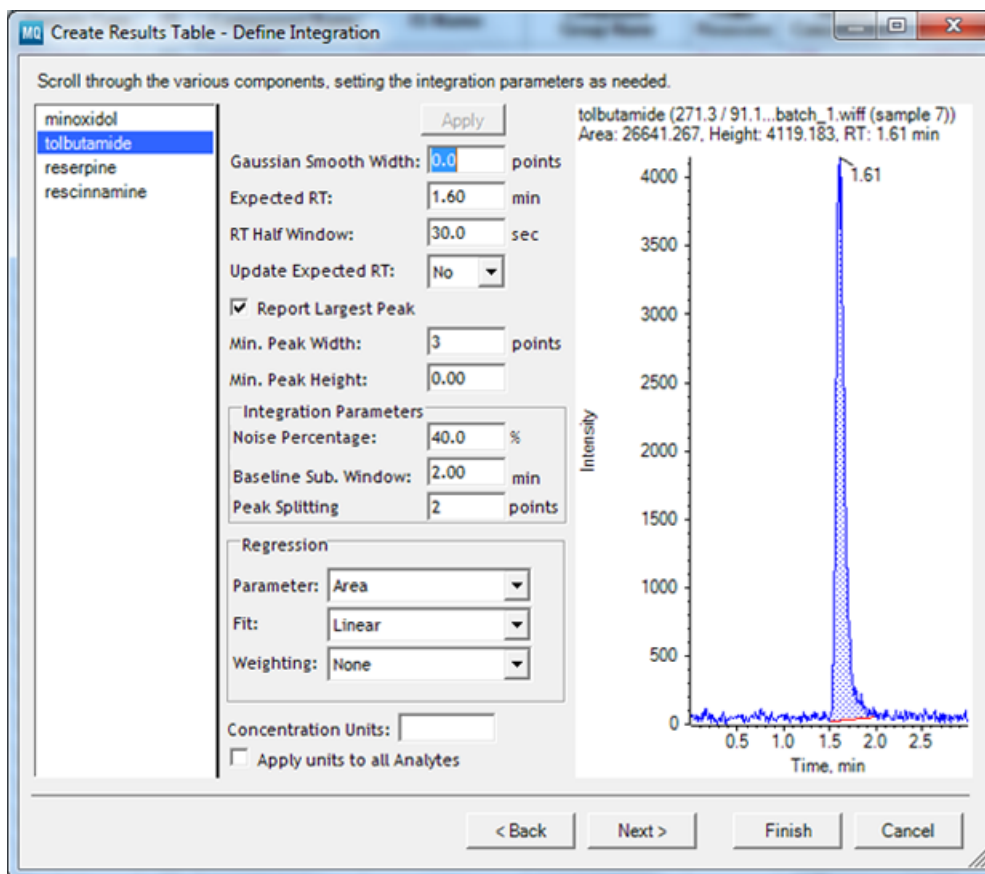 MQ Create Results Table - Define Integration
Scroll through the various components, setting the integration parameters as needed.
minoxidol
tolbutamide
reserpine
rescinnamine
Apply
Gaussian Smooth Width: 0.0 points
Expected RT: 1.60 min
RT Half Window: 30.0 sec
Update Expected RT: No
Report Largest Peak
Min. Peak Width: 3 points
Min. Peak Height: 0.00
Integration Parameters
Noise Percentage: 40.0 %
Baseline Sub. Window: 2.00 min
Peak Splitting 2 points
Regression
Parameter: Area
Fit: Linear
Weighting: None
Concentration Units:
Apply units to all Analytes
tolbutamide (271.3 / 91.1...batch_1.wiff (sample 7))
Area: 26641.267, Height: 4119.183, RT: 1.61 min
1.61
4000
3500
3000
2500
2000
1500
1000
500
0
Intensity
0.5 1.0 1.5 2.0 2.5
Time, min
< Back Next > Finish Cancel